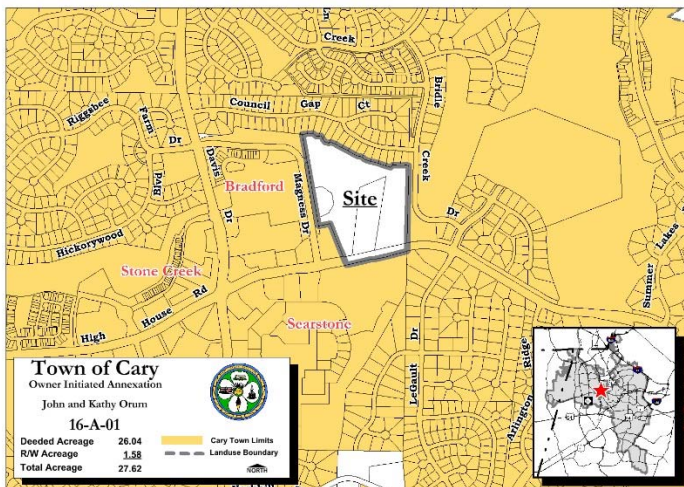 Creek
Ln
Riggsbee
Farm
Dr
Council Gap Ct
Bridle
Creek
Dr
Davis
Dr
Bradford
Magness Dr
Site
Blvd
Hickorywood
Stone Creek
High House Rd
Searstone
LeGault Dr
Arlington Ridge
Summer Lakes
Town of Cary
Owner Initiated Annexation
John and Kathy Orum
16-A-01
Deeded Acreage 26.04
R/W Acreage 1.58
Total Acreage 27.62
Cary Town Limits
Landuse Boundary
NORTH